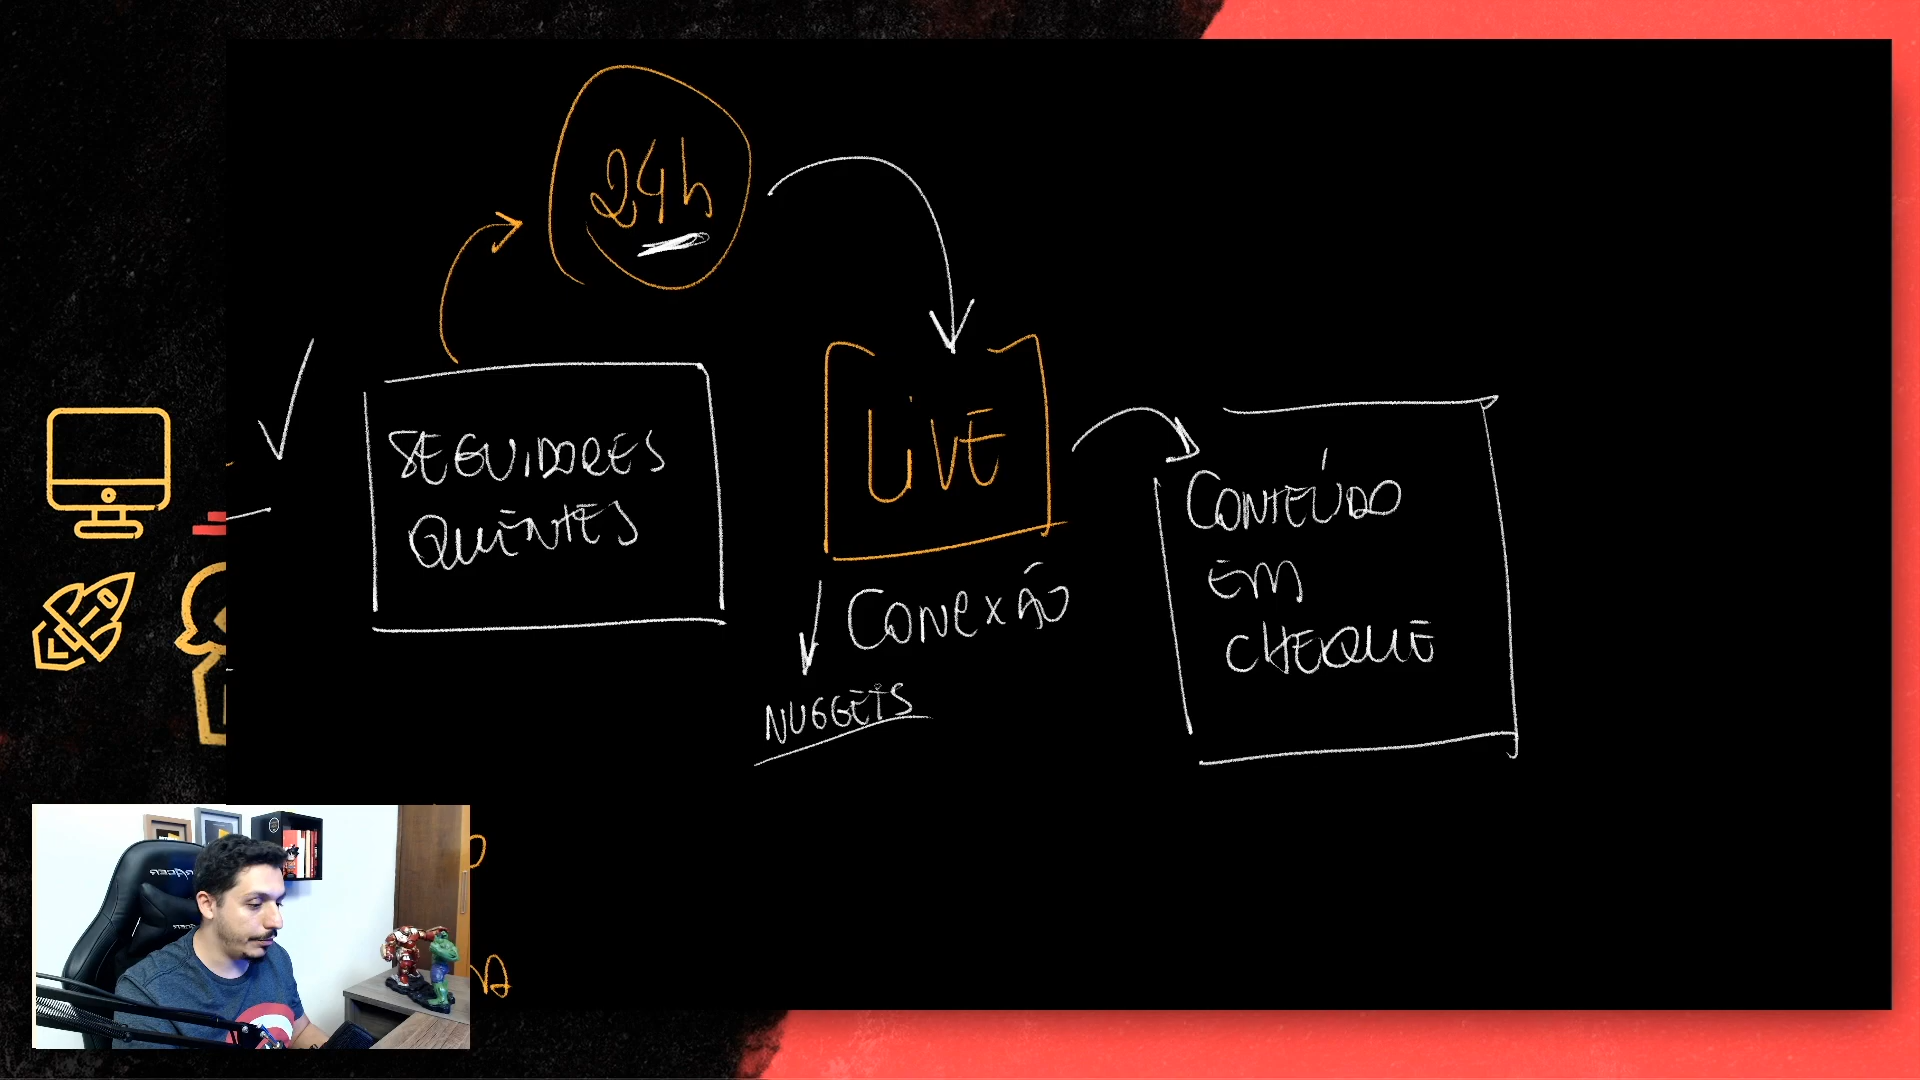 24h
SEGUIDORES
QUENTES
LIVE
CONEXÃO
NUGGETS
CONTEÚDO
EM
CHEQUE